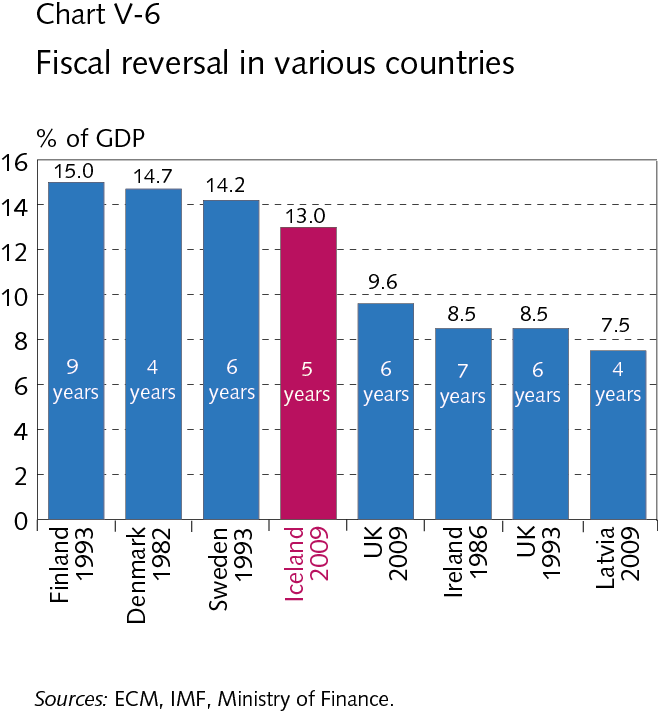 Chart V-6
Fiscal reversal in various countries
% of GDP
16
14
12
10
8
6
4
2
0
15.0
14.7
14.2
13.0
9.6
8.5
8.5
7.5
9
years
4
years
6
years
5
years
6
years
7
years
6
years
4
years
Finland
1993
Denmark
1982
Sweden
1993
Iceland
2009
UK
2009
Ireland
1986
UK
1993
Latvia
2009
Sources: ECM, IMF, Ministry of Finance.